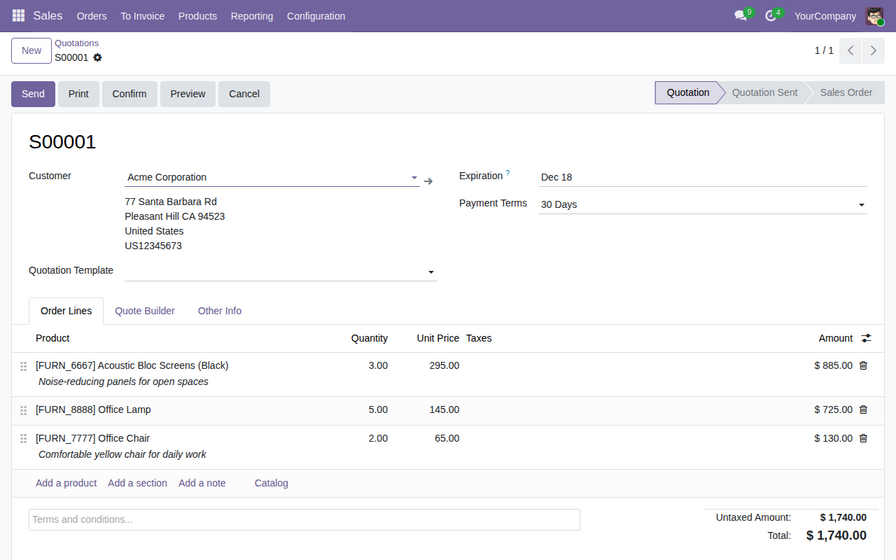 Sales Orders To Invoice Products Reporting Configuration 9 4 YourCompany
New Quotations
S00001 1 / 1
Send Print Confirm Preview Cancel Quotation Quotation Sent Sales Order
S00001
Customer Acme Corporation Expiration ? Dec 18
77 Santa Barbara Rd Payment Terms 30 Days
Pleasant Hill CA 94523
United States
US12345673
Quotation Template
Order Lines Quote Builder Other Info
Product Quantity Unit Price Taxes Amount
[FURN_6667] Acoustic Bloc Screens (Black) 3.00 295.00 $ 885.00
Noise-reducing panels for open spaces
[FURN_8888] Office Lamp 5.00 145.00 $ 725.00
[FURN_7777] Office Chair 2.00 65.00 $ 130.00
Comfortable yellow chair for daily work
Add a product Add a section Add a note Catalog
Terms and conditions... Untaxed Amount: $ 1,740.00
Total: $ 1,740.00